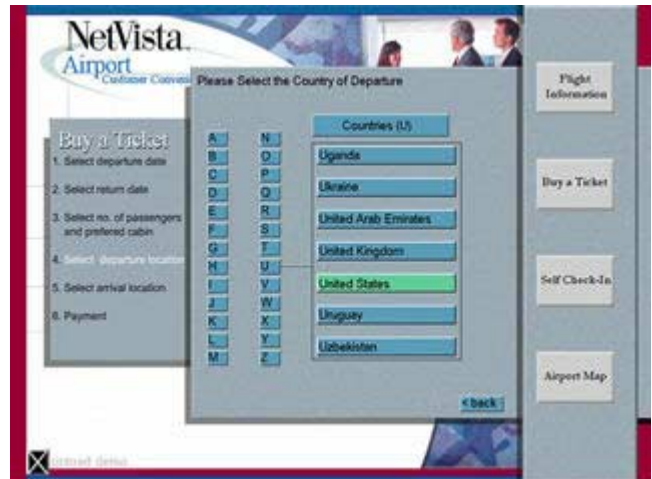 NetVista.
Airport
Customer
Please Select the Country of Departure
Buy a Ticket
1. Select departure date
2. Select return date
3. Select no. of passengers
and prefered cabin
4. Select departure location
5. Select arrival location
6. Payment
A N
B O
C P
D Q
E R
F S
G T
H U
I V
J W
K X
L Y
M Z
Countries (U)
Uganda
Ukraine
United Arab Emirates
United Kingdom
United States
Uruguay
Uzbekistan
< back
Flight
Information
Buy a Ticket
Self Check-In
Airport Map
demo